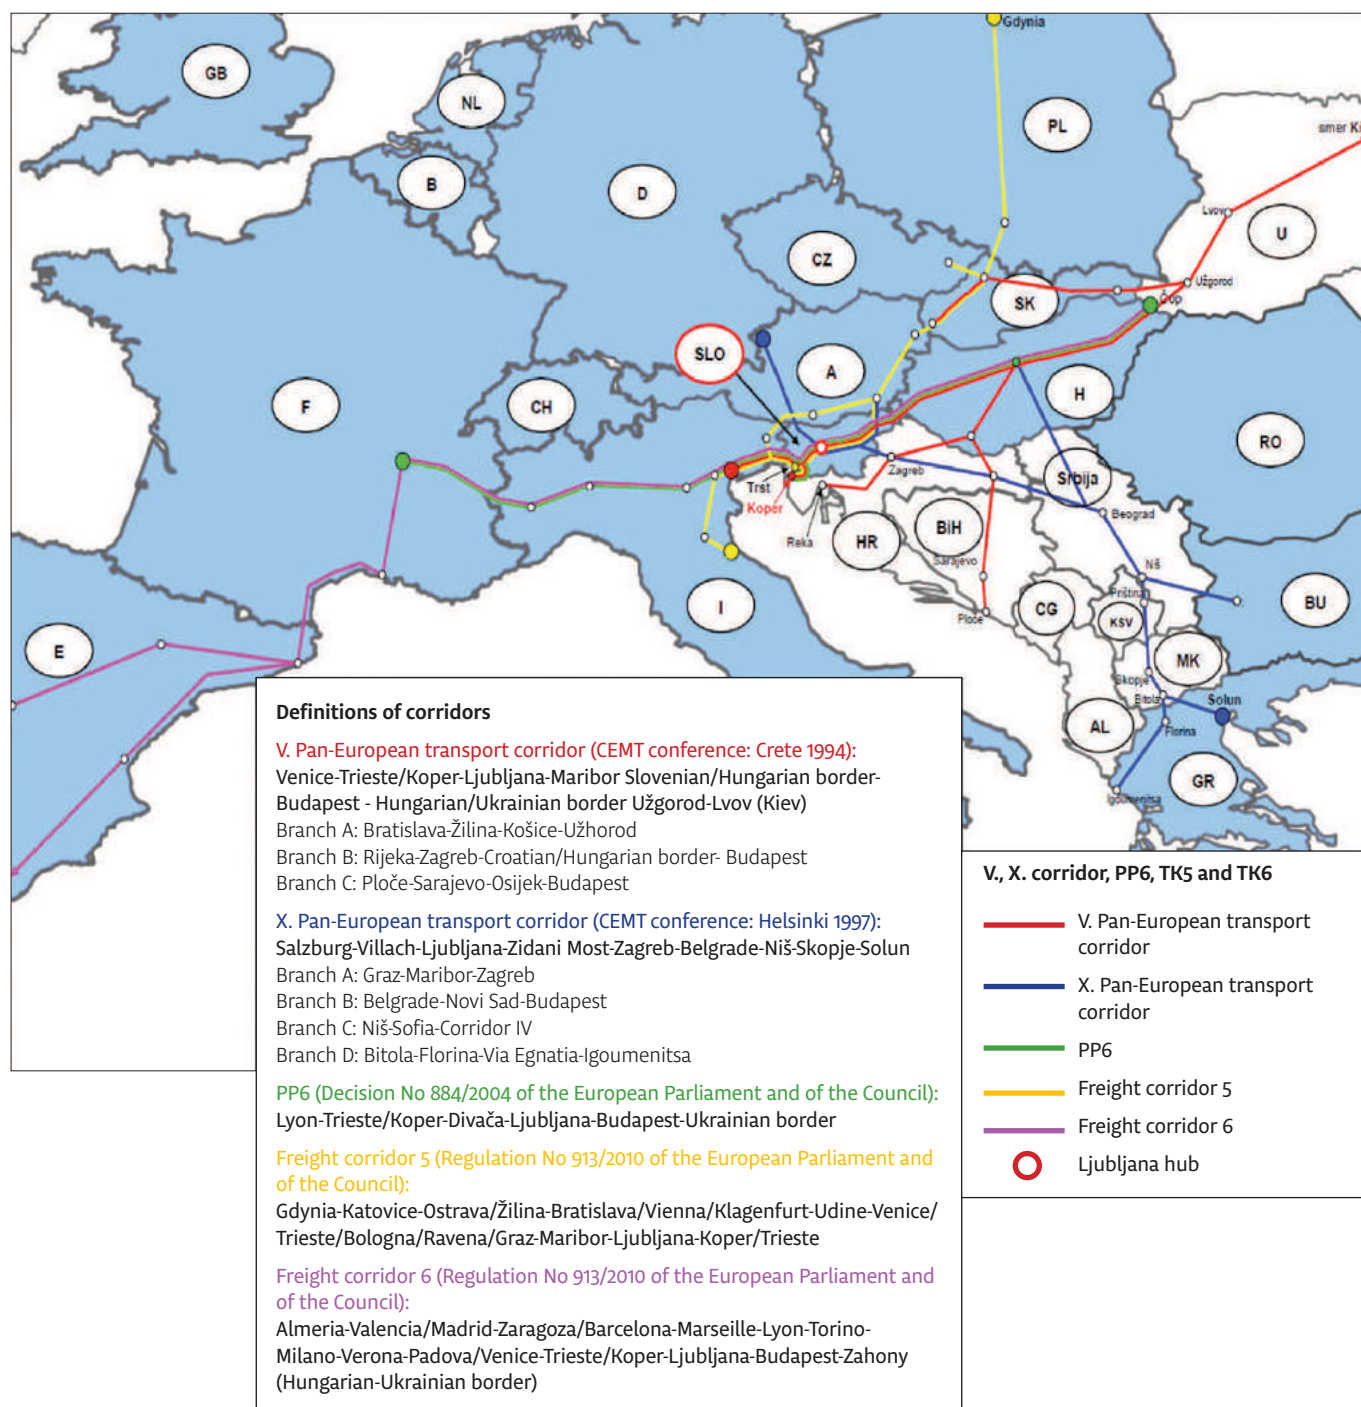 Gdynia
GB
NL
PL
smer Ki
B
D
Lvov
U
CZ
Užgorod
SK
Čop
SLO
A
H
F
CH
RO
Zagreb
Trst
Srbija
Koper
Beograd
Reka
HR
BiH
Sarajevo
Niš
I
Priština
Ploče
CG
KSV
BU
E
MK
Skopje
Bitola
Solun
AL
Florina
GR
Igoumenitsa
Definitions of corridors
V. Pan-European transport corridor (CEMT conference: Crete 1994):
Venice-Trieste/Koper-Ljubljana-Maribor Slovenian/Hungarian border-
Budapest - Hungarian/Ukrainian border Užgorod-Lvov (Kiev)
Branch A: Bratislava-Žilina-Košice-Užhorod
Branch B: Rijeka-Zagreb-Croatian/Hungarian border- Budapest
Branch C: Ploče-Sarajevo-Osijek-Budapest
X. Pan-European transport corridor (CEMT conference: Helsinki 1997):
Salzburg-Villach-Ljubljana-Zidani Most-Zagreb-Belgrade-Niš-Skopje-Solun
Branch A: Graz-Maribor-Zagreb
Branch B: Belgrade-Novi Sad-Budapest
Branch C: Niš-Sofia-Corridor IV
Branch D: Bitola-Florina-Via Egnatia-Igoumenitsa
PP6 (Decision No 884/2004 of the European Parliament and of the Council):
Lyon-Trieste/Koper-Divača-Ljubljana-Budapest-Ukrainian border
Freight corridor 5 (Regulation No 913/2010 of the European Parliament and
of the Council):
Gdynia-Katovice-Ostrava/Žilina-Bratislava/Vienna/Klagenfurt-Udine-Venice/
Trieste/Bologna/Ravena/Graz-Maribor-Ljubljana-Koper/Trieste
Freight corridor 6 (Regulation No 913/2010 of the European Parliament and
of the Council):
Almeria-Valencia/Madrid-Zaragoza/Barcelona-Marseille-Lyon-Torino-
Milano-Verona-Padova/Venice-Trieste/Koper-Ljubljana-Budapest-Zahony
(Hungarian-Ukrainian border)
V., X. corridor, PP6, TK5 and TK6
V. Pan-European transport
corridor
X. Pan-European transport
corridor
PP6
Freight corridor 5
Freight corridor 6
Ljubljana hub